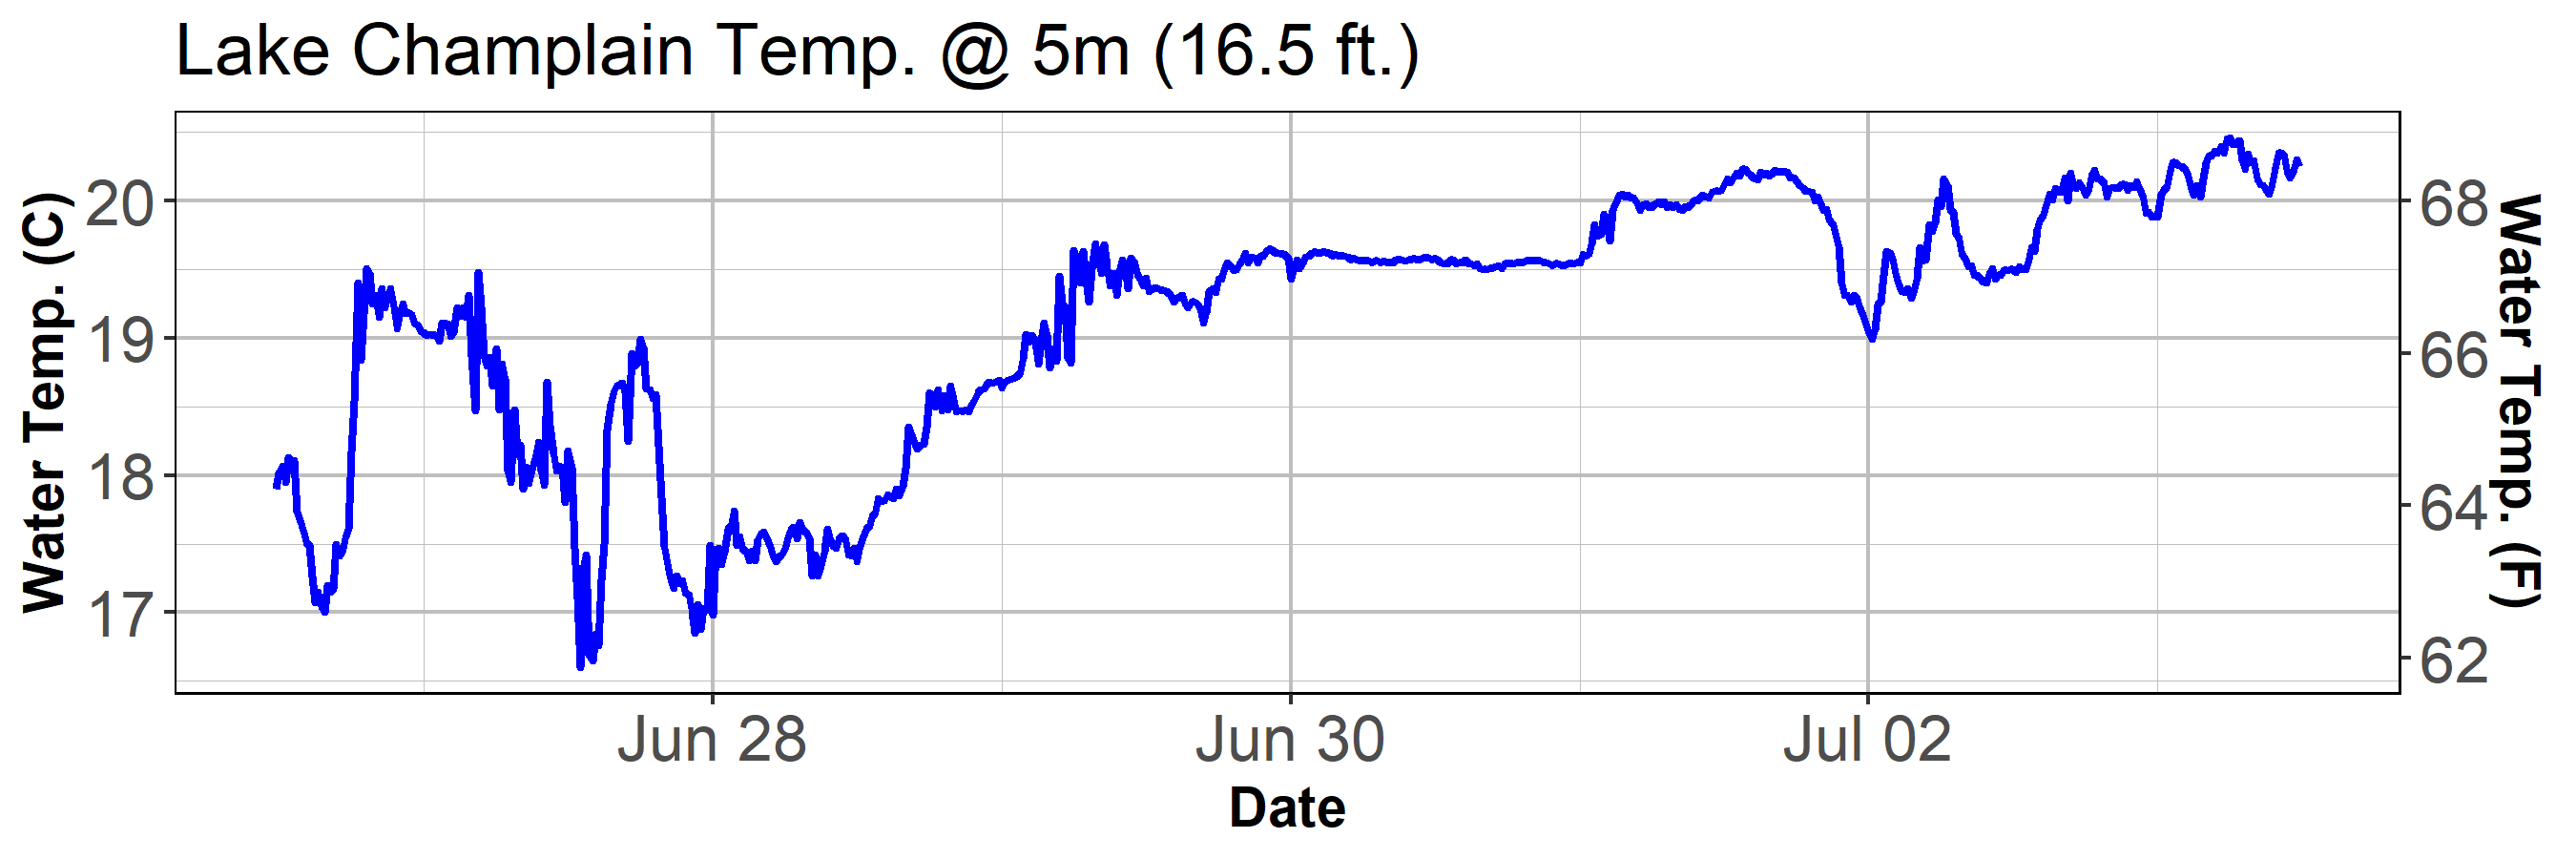 Lake Champlain Temp. @ 5m (16.5 ft.)
Water Temp. (C)
20
19
18
17
68
66
64
62
Water Temp. (F)
Jun 28
Jun 30
Jul 02
Date